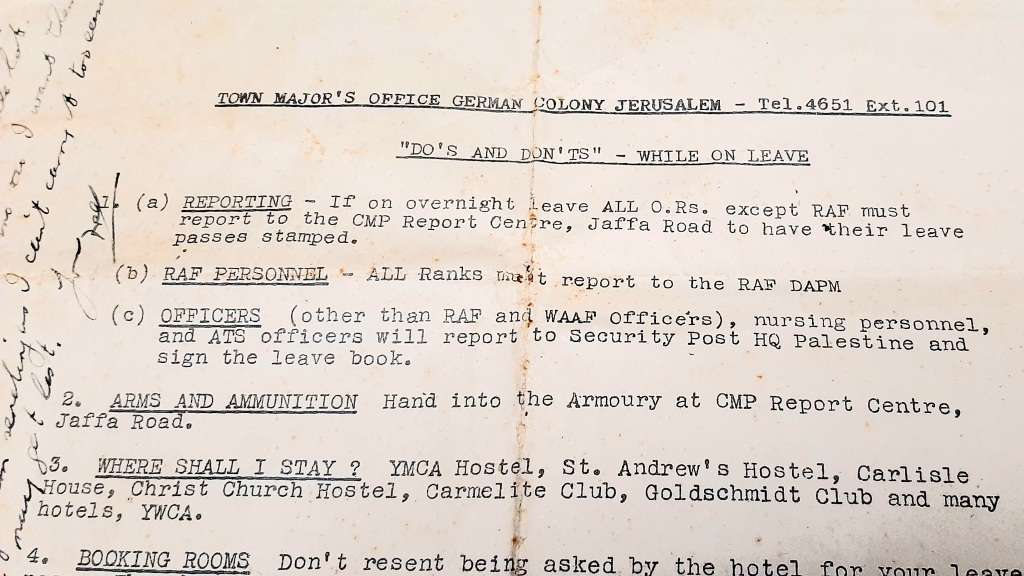 TOWN MAJOR'S OFFICE GERMAN COLONY JERUSALEM - Tel.4651 Ext.101
"DO'S AND DON'TS" - WHILE ON LEAVE
1. (a) REPORTING - If on overnight leave ALL O.Rs. except RAF must
report to the CMP Report Centre, Jaffa Road to have their leave
passes stamped.
(b) RAF PERSONNEL - ALL Ranks must report to the RAF DAPM
(c) OFFICERS (other than RAF and WAAF officers), nursing personnel,
and ATS officers will report to Security Post HQ Palestine and
sign the leave book.
2. ARMS AND AMMUNITION Hand into the Armoury at CMP Report Centre,
Jaffa Road.
3. WHERE SHALL I STAY ? YMCA Hostel, St. Andrew's Hostel, Carlisle
House, Christ Church Hostel, Carmelite Club, Goldschmidt Club and many
hotels, YWCA.
4. BOOKING ROOMS Don't resent being asked by the hotel for your leave
I want
I can't carry
get lost.